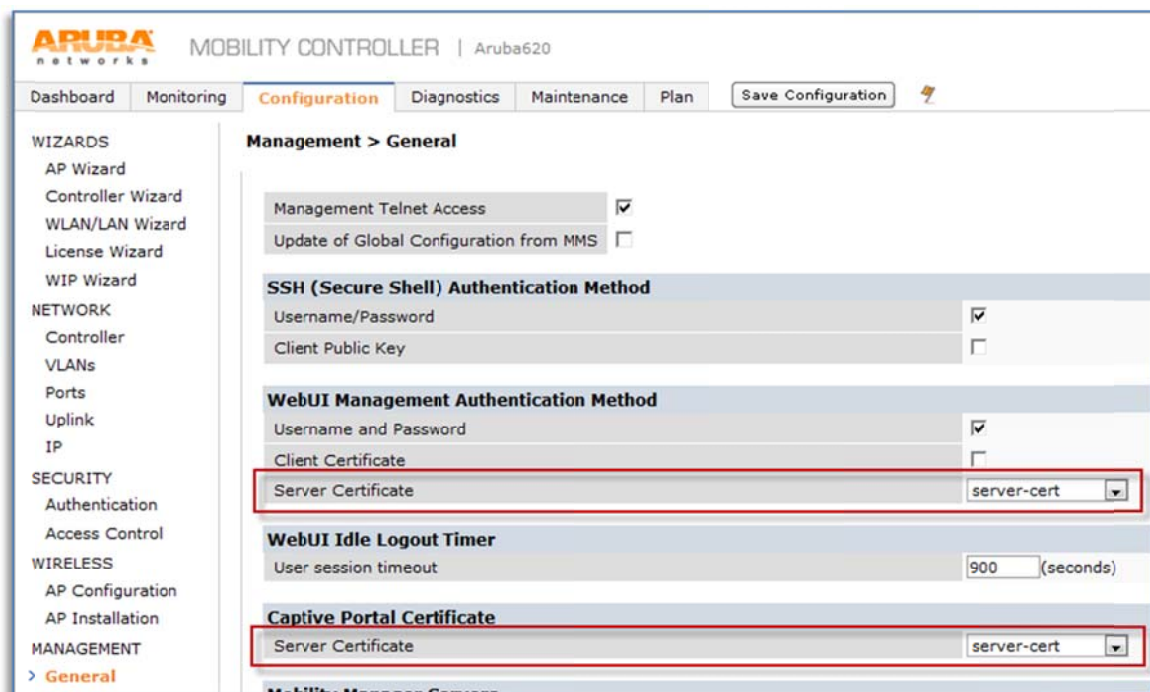 ARUBA
networks
MOBILITY CONTROLLER | Aruba620
Dashboard Monitoring Configuration Diagnostics Maintenance Plan Save Configuration
WIZARDS
AP Wizard
Controller Wizard
WLAN/LAN Wizard
License Wizard
WIP Wizard
NETWORK
Controller
VLANs
Ports
Uplink
IP
SECURITY
Authentication
Access Control
WIRELESS
AP Configuration
AP Installation
MANAGEMENT
> General
Management > General
Management Telnet Access
Update of Global Configuration from MMS
SSH (Secure Shell) Authentication Method
Username/Password
Client Public Key
WebUI Management Authentication Method
Username and Password
Client Certificate
Server Certificate server-cert
WebUI Idle Logout Timer
User session timeout 900 (seconds)
Captive Portal Certificate
Server Certificate server-cert
Mobility Manager Servers